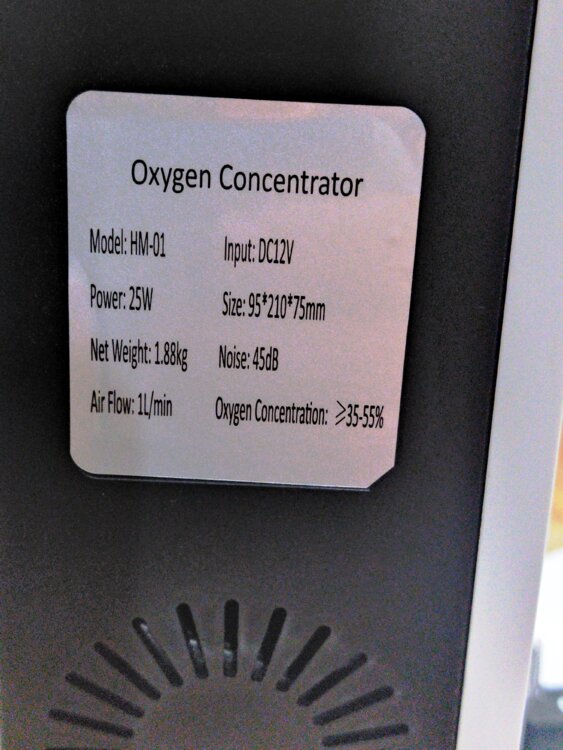 Oxygen Concentrator
Model: HM-01 Input: DC12V
Power: 25W Size: 95*210*75mm
Net Weight: 1.88kg Noise: 45dB
Air Flow: 1L/min Oxygen Concentration: ⩾35-55%